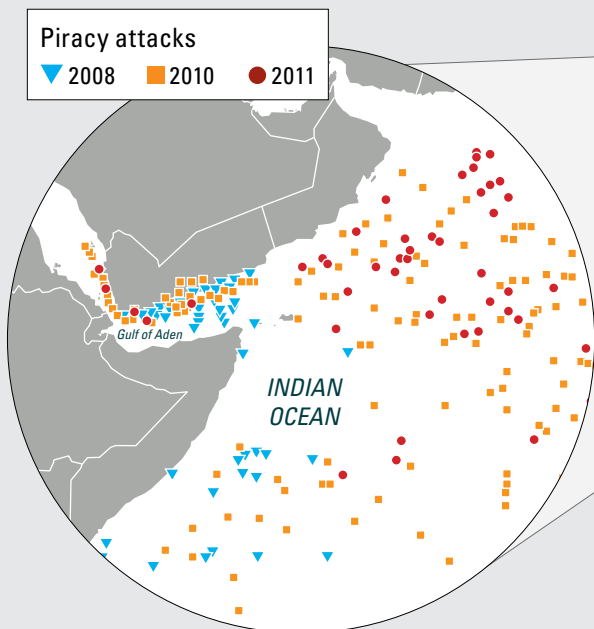 Piracy attacks
2008 2010 2011
Gulf of Aden
INDIAN
OCEAN